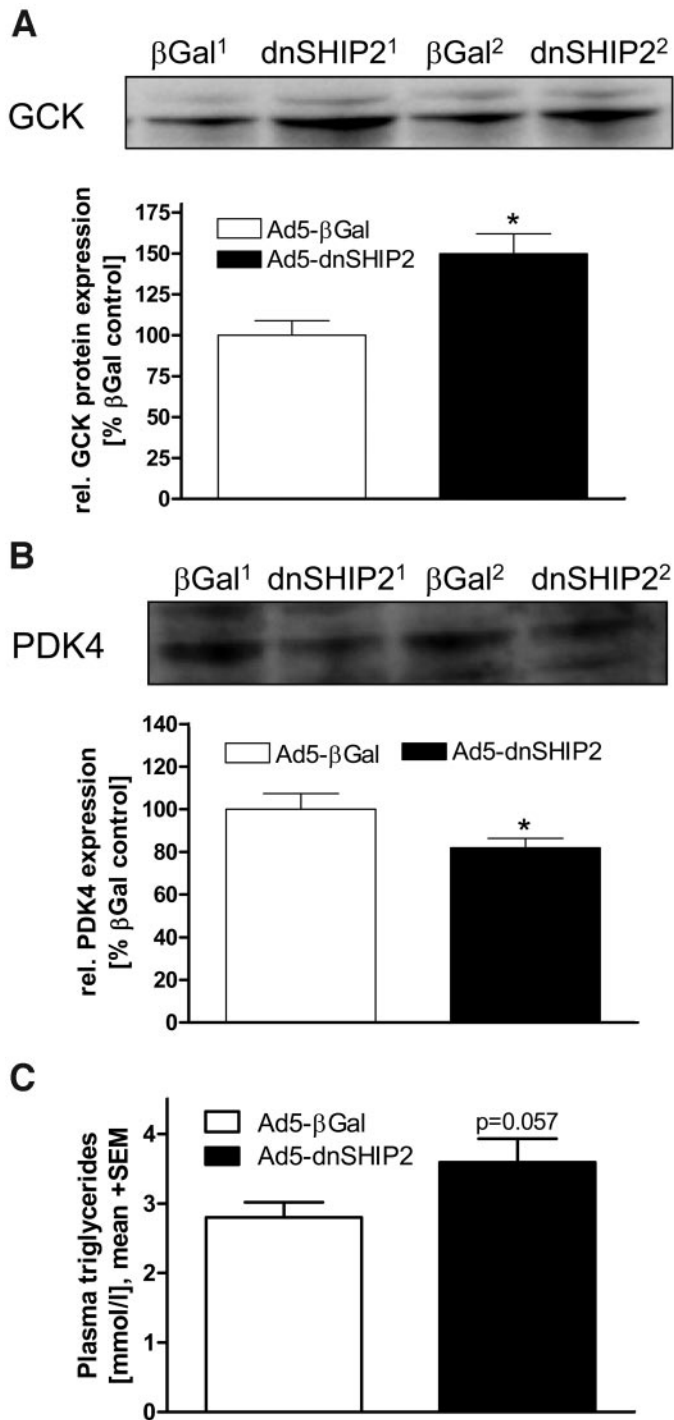 A
βGal¹ dnSHIP2¹ βGal² dnSHIP2²
GCK
rel. GCK protein expression
[% βGal control]
175
150
125
100
75
50
25
0
Ad5-βGal
Ad5-dnSHIP2
*
B
βGal¹ dnSHIP2¹ βGal² dnSHIP2²
PDK4
rel. PDK4 expression
[% βGal control]
140
120
100
80
60
40
20
0
Ad5-βGal Ad5-dnSHIP2
*
C
Plasma triglycerides
[mmol/l], mean +SEM
4
3
2
1
0
Ad5-βGal
Ad5-dnSHIP2
p=0.057